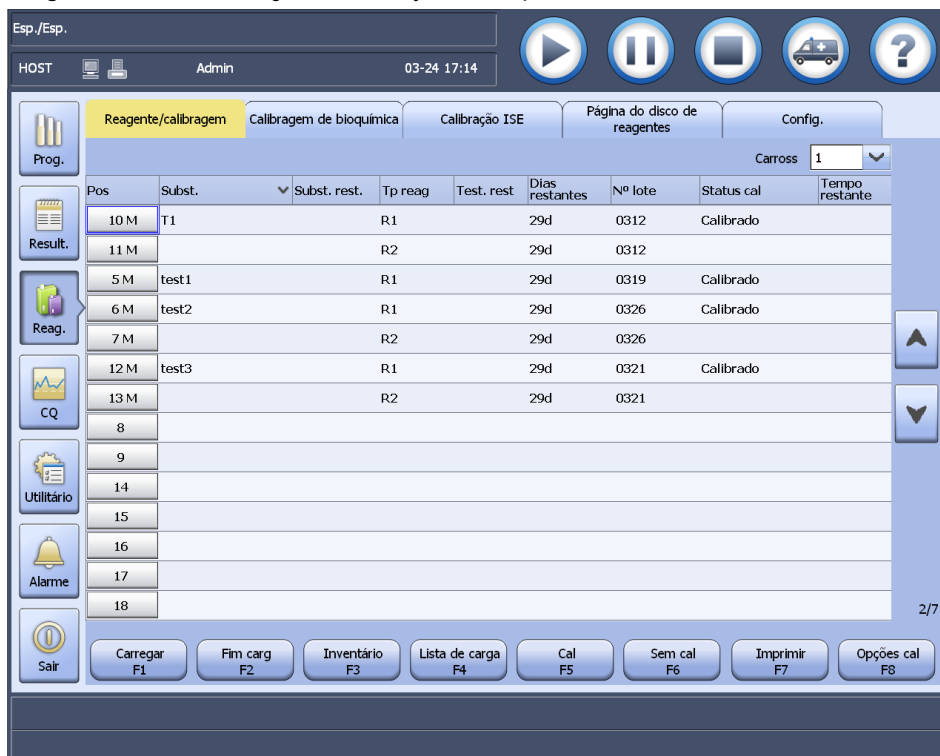 Esp./Esp.
HOST Admin 03-24 17:14
Prog.
Result.
Reag.
CQ
Utilitário
Alarme
Sair
Reagente/calibragem Calibragem de bioquímica Calibração ISE Página do disco de reagentes Config.
Carross 1
Pos Subst. Subst. rest. Tp reag Test. rest Dias restantes Nº lote Status cal Tempo restante
10 M T1 R1 29d 0312 Calibrado
11 M R2 29d 0312
5 M test1 R1 29d 0319 Calibrado
6 M test2 R1 29d 0326 Calibrado
7 M R2 29d 0326
12 M test3 R1 29d 0321 Calibrado
13 M R2 29d 0321
8
9
14
15
16
17
18
2/7
Carregar F1 Fim carg F2 Inventário F3 Lista de carga F4 Cal F5 Sem cal F6 Imprimir F7 Opções cal F8